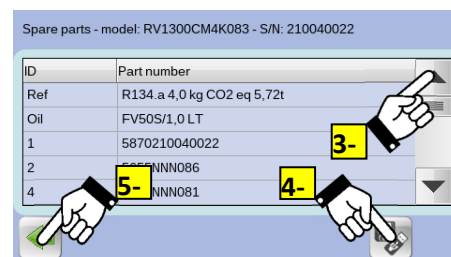 Spare parts - model: RV1300CM4K083 - S/N: 210040022
ID Part number
Ref R134.a 4,0 kg CO2 eq 5,72t
Oil FV50S/1,0 LT
3-
1 5870210040022
2 NNN086
5- 4-
4 NNN081